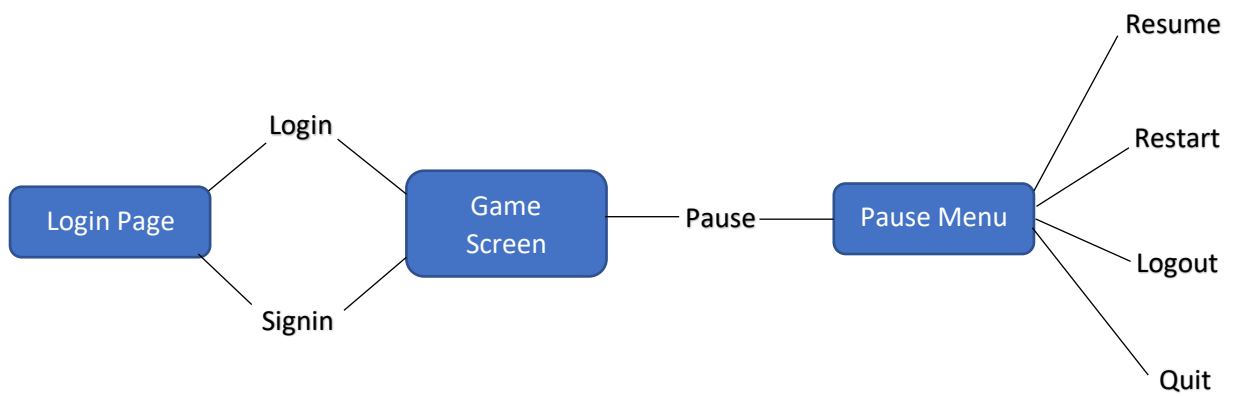 Resume
Login
Restart
Login Page
Game
Screen
Pause
Pause Menu
Logout
Signin
Quit